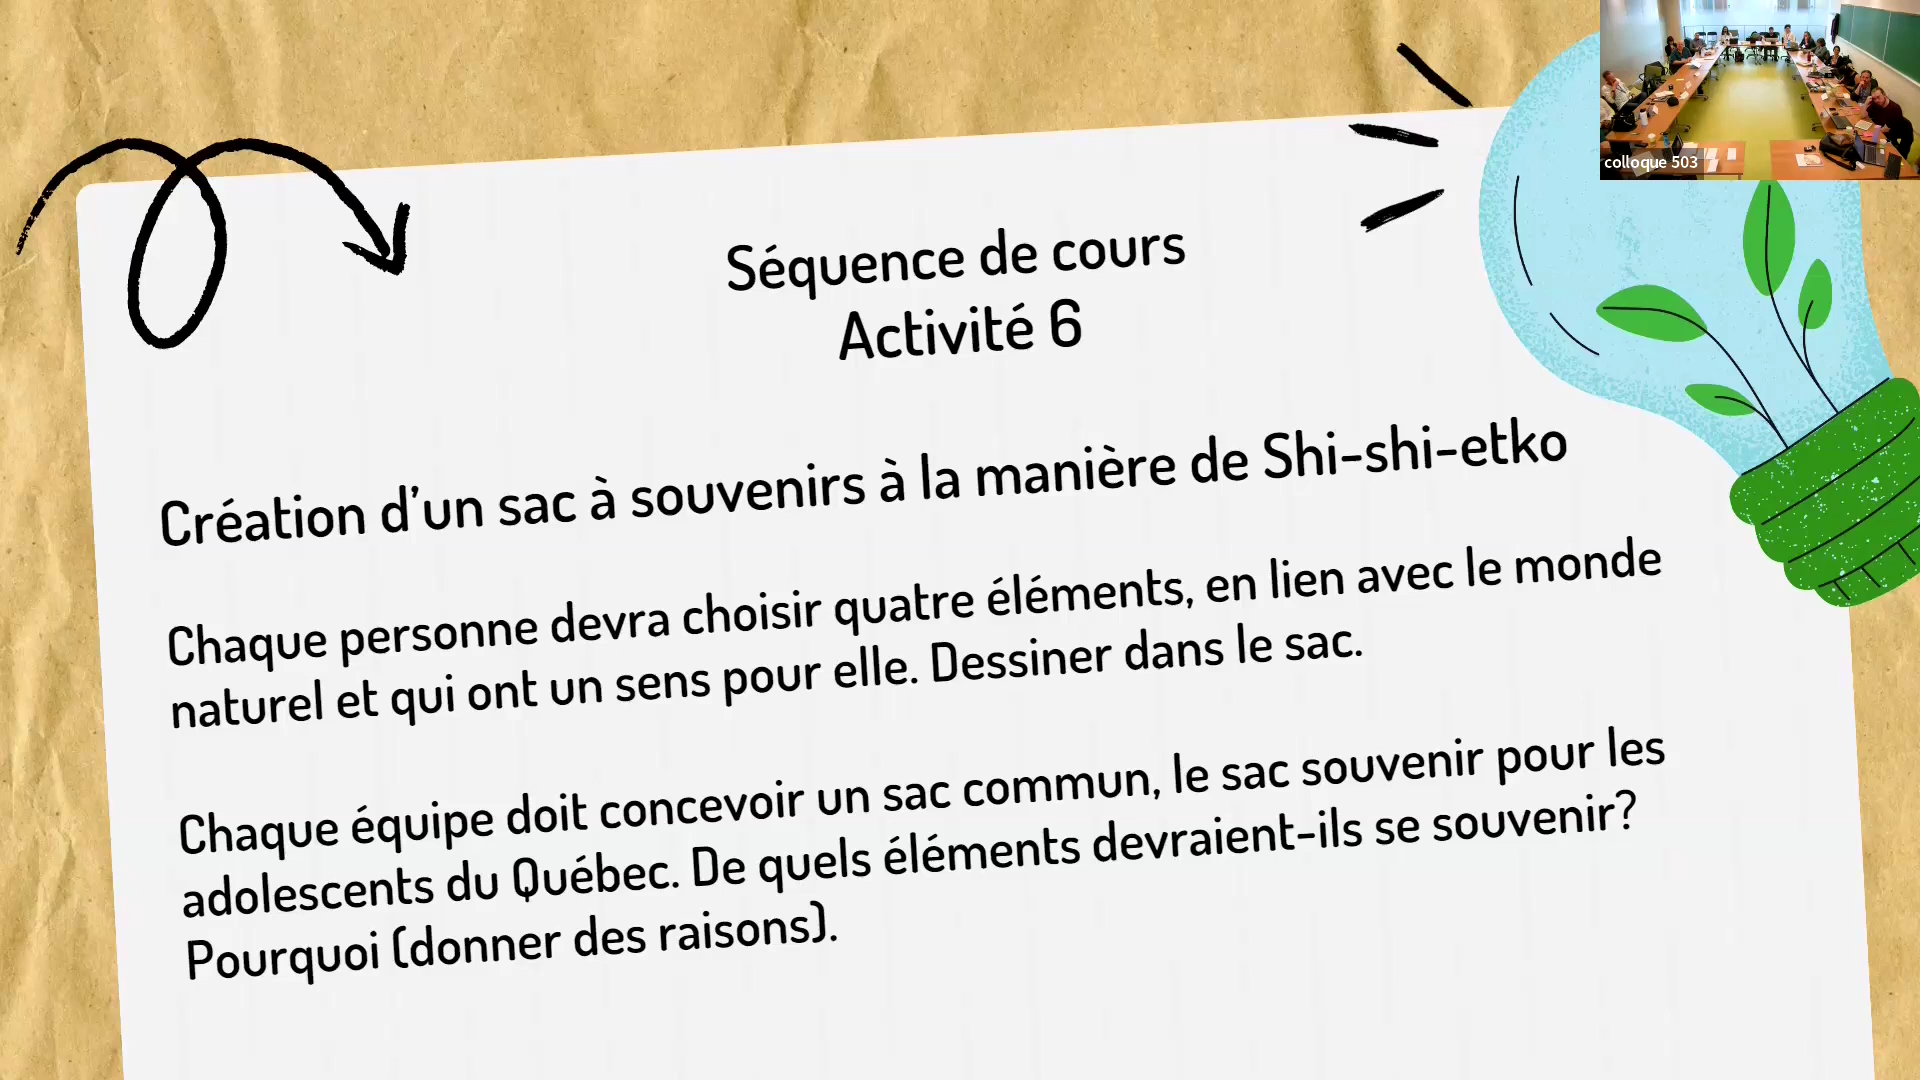 colloque 503
Séquence de cours
Activité 6
Création d'un sac à souvenirs à la manière de Shi-shi-etko
Chaque personne devra choisir quatre éléments, en lien avec le monde
naturel et qui ont un sens pour elle. Dessiner dans le sac.
Chaque équipe doit concevoir un sac commun, le sac souvenir pour les
adolescents du Québec. De quels éléments devraient-ils se souvenir?
Pourquoi (donner des raisons).